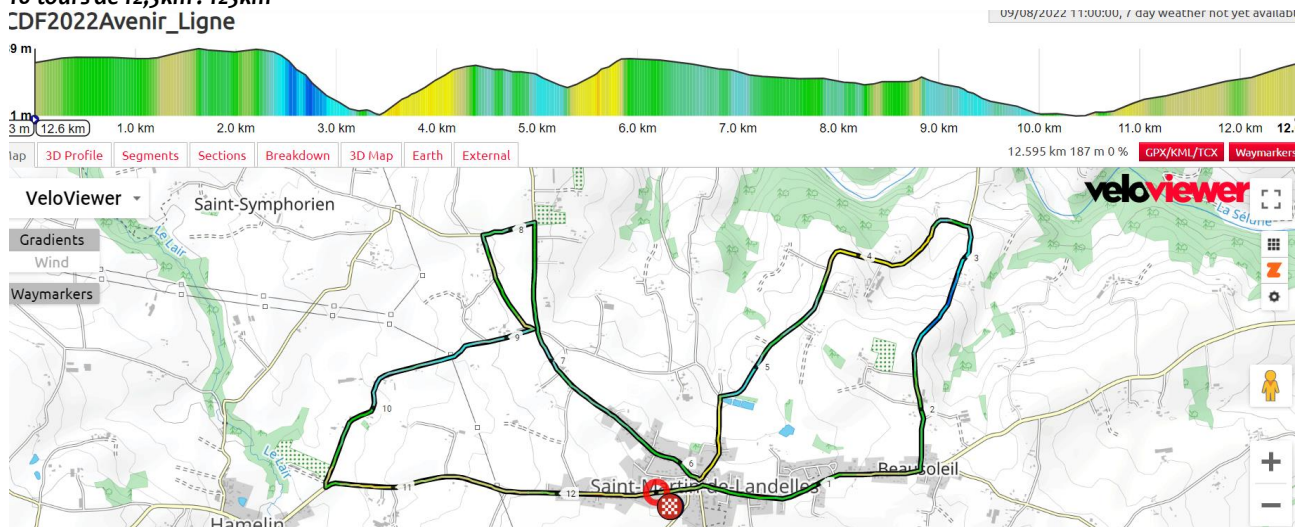 10 tours de 12,5km : 125km
CDF2022Avenir_Ligne
09/08/2022 11:00:00, 7 day weather not yet availabl
9 m
1 m
3 m 12.6 km 1.0 km 2.0 km 3.0 km 4.0 km 5.0 km 6.0 km 7.0 km 8.0 km 9.0 km 10.0 km 11.0 km 12.0 km 12.
Map 3D Profile Segments Sections Breakdown 3D Map Earth External 12.595 km 187 m 0 % GPX/KML/TCX Waymarkers
VeloViewer
Saint-Symphorien
veloviewer
Le Lair
La Sélune
Gradients
Wind
Waymarkers
8
4
3
9
7
5
10
2
6
Le Lair
Beausoleil
11
12
Saint-Martin-de-Landelles
1
Hamelin